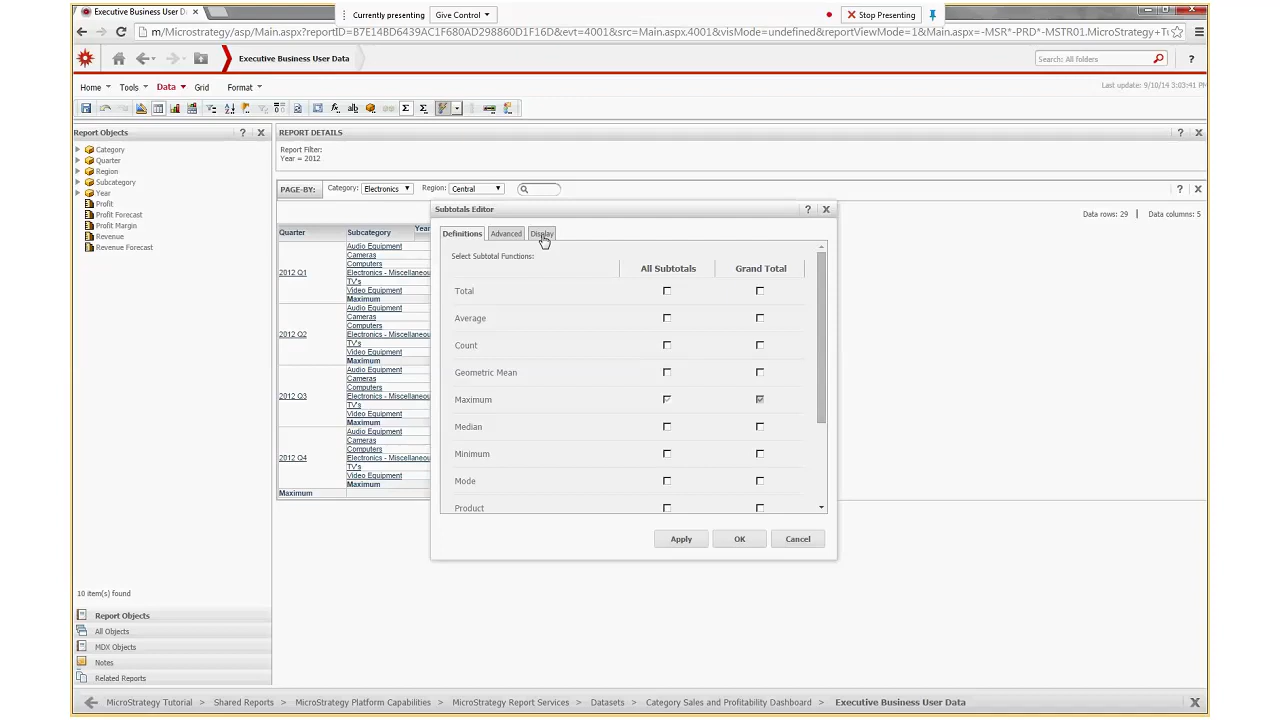 Executive Business User D
Currently presenting
Give Control
Stop Presenting
m/Microstrategy/asp/Main.aspx?reportID=B7E14BD6439AC1F680AD288860D1F16D&evt=4001&src=Main.aspx.4001&visMode=undefined&reportViewMode=1&Main.aspx=-MSR*-PRD*-MSTR01.MicroStrategy+Tu
Executive Business User Data
Search: All folders
?
Home
Tools
Data
Grid
Format
Last update: 9/10/14 3:03:41 PM
Report Objects
?
Category
Quarter
Region
Subcategory
Year
Profit
Profit Forecast
Profit Margin
Revenue
Revenue Forecast
10 item(s) found
Report Objects
All Objects
MDX Objects
Notes
Related Reports
REPORT DETAILS
?
Report Filter:
Year = 2012
PAGE-BY:
Category: Electronics
Region: Central
?
Data rows: 29 | Data columns: 5
Quarter
Subcategory
Year
2012 Q1
Audio Equipment
Cameras
Computers
Electronics - Miscellaneou
TV's
Video Equipment
Maximum
2012 Q2
Audio Equipment
Cameras
Computers
Electronics - Miscellaneou
TV's
Video Equipment
Maximum
2012 Q3
Audio Equipment
Cameras
Computers
Electronics - Miscellaneou
TV's
Video Equipment
Maximum
2012 Q4
Audio Equipment
Cameras
Computers
Electronics - Miscellaneou
TV's
Video Equipment
Maximum
Maximum
Subtotals Editor
?
Definitions
Advanced
Display
Select Subtotal Functions:
All Subtotals
Grand Total
Total
Average
Count
Geometric Mean
Maximum
Median
Minimum
Mode
Product
Apply
OK
Cancel
MicroStrategy Tutorial > Shared Reports > MicroStrategy Platform Capabilities > MicroStrategy Report Services > Datasets > Category Sales and Profitability Dashboard > Executive Business User Data